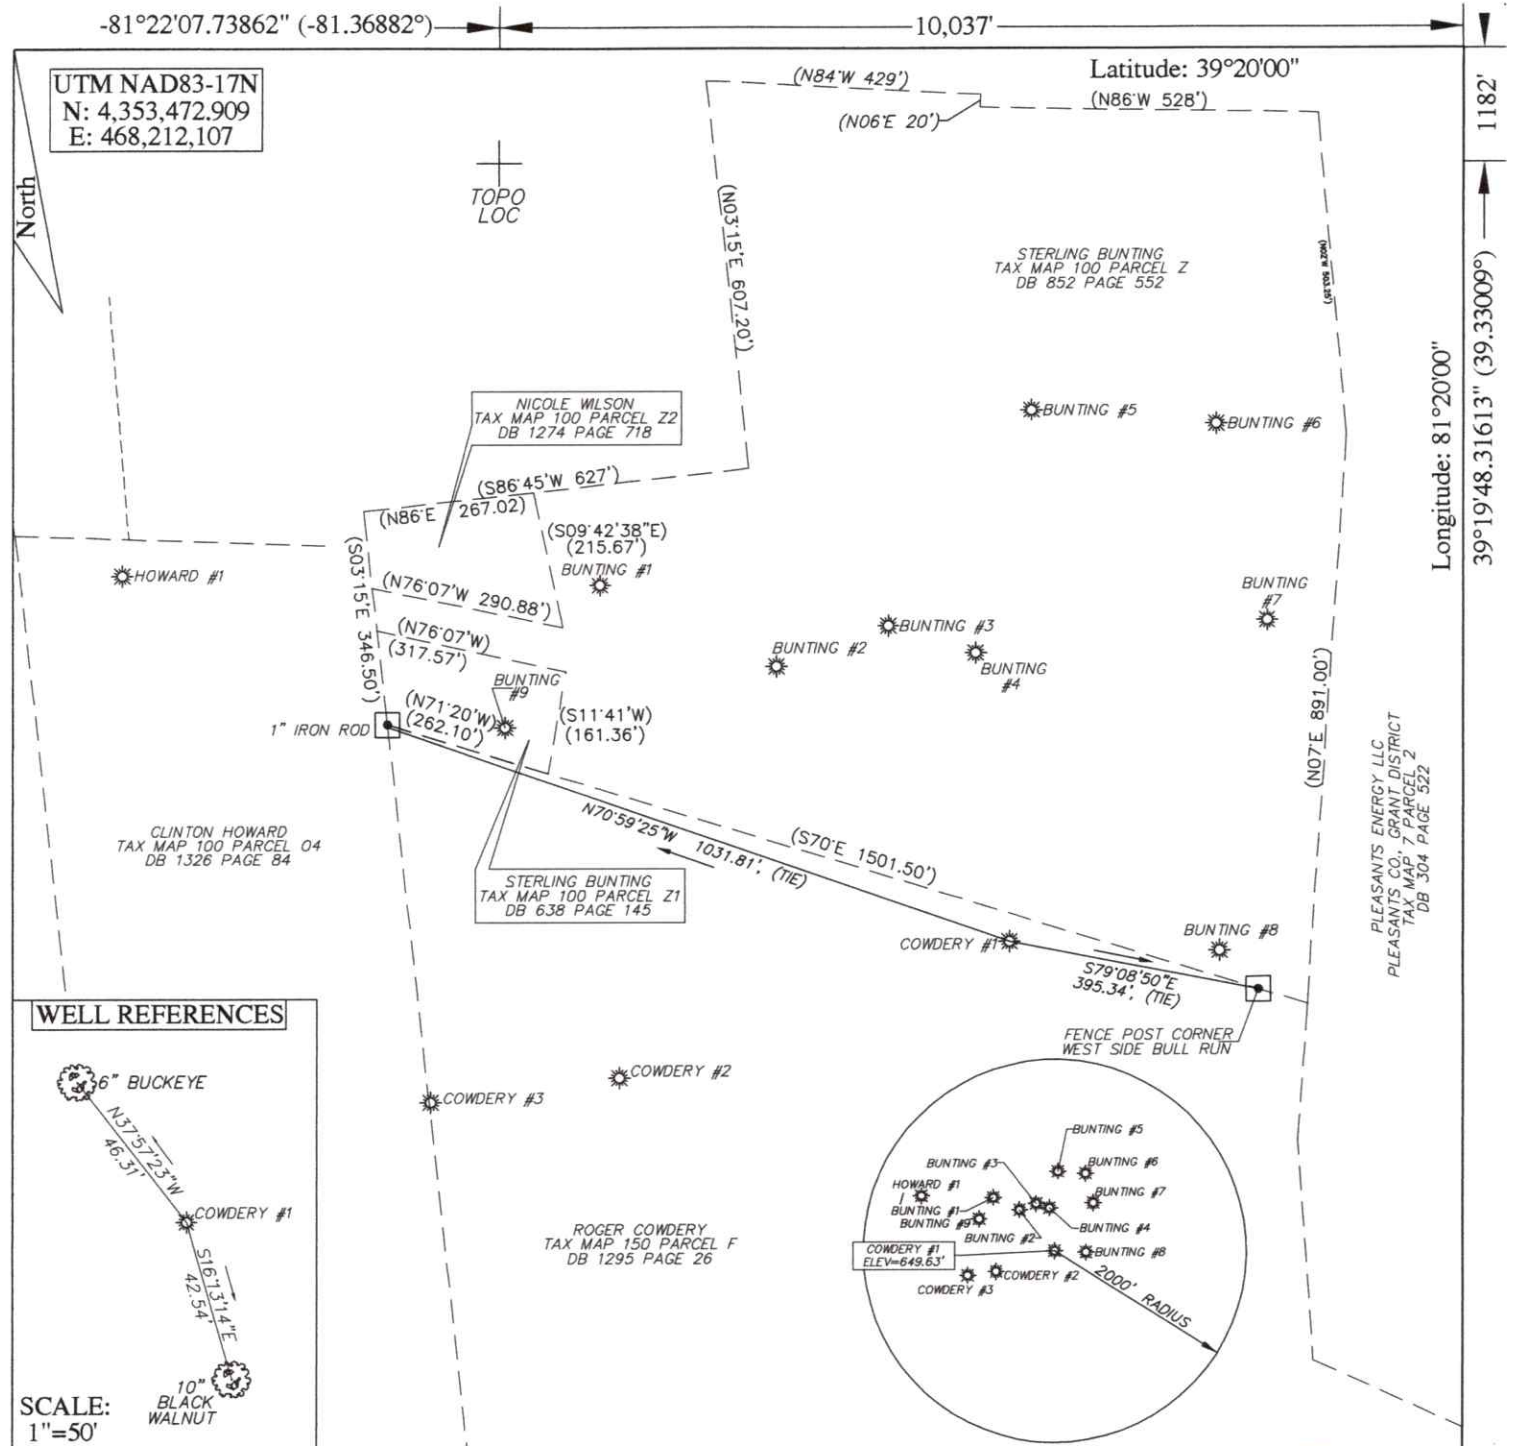 -81°22'07.73862" (-81.36882°)
10,037'
UTM NAD83-17N
N: 4,353,472.909
E: 468,212,107
North
TOPO
LOC
Latitude: 39°20'00"
1182'
(N84°W 429')
(N06°E 20')
(N86°W 528')
(N03°15'E 607.20')
STERLING BUNTING
TAX MAP 100 PARCEL Z
DB 852 PAGE 552
(N02°W 503.25')
39°19'48.31613" (39.33009°)
Longitude: 81°20'00"
BUNTING #5
BUNTING #6
NICOLE WILSON
TAX MAP 100 PARCEL Z2
DB 1274 PAGE 718
(S86°45'W 627')
(N86°E 267.02)
(S09°42'38"E)
(215.67')
BUNTING #1
HOWARD #1
(S03°15'E 346.50')
(N76°07'W 290.88')
(N76°07'W)
(317.57')
BUNTING
#9
BUNTING #2
BUNTING #3
BUNTING
#4
BUNTING
#7
(N71°20'W)
(262.10')
(S11°41'W)
(161.36')
1" IRON ROD
(N07°E 891.00')
PLEASANTS ENERGY LLC
PLEASANTS CO., GRANT DISTRICT
TAX MAP 7 PARCEL 2
DB 304 PAGE 522
CLINTON HOWARD
TAX MAP 100 PARCEL O4
DB 1326 PAGE 84
N70°59'25"W
1031.81', (TIE)
(S70°E 1501.50')
STERLING BUNTING
TAX MAP 100 PARCEL Z1
DB 638 PAGE 145
COWDERY #1
BUNTING #8
S79°08'50"E
395.34', (TIE)
FENCE POST CORNER
WEST SIDE BULL RUN
WELL REFERENCES
6" BUCKEYE
N37°57'23"W
46.31'
COWDERY #1
S16°13'14"E
42.54'
10"
BLACK
WALNUT
SCALE:
1"=50'
COWDERY #2
COWDERY #3
ROGER COWDERY
TAX MAP 150 PARCEL F
DB 1295 PAGE 26
BUNTING #5
BUNTING #3
BUNTING #6
HOWARD #1
BUNTING #7
BUNTING #1
BUNTING #9
BUNTING #4
BUNTING #2
COWDERY #1
ELEV=649.63'
BUNTING #8
COWDERY #2
COWDERY #3
2000' RADIUS